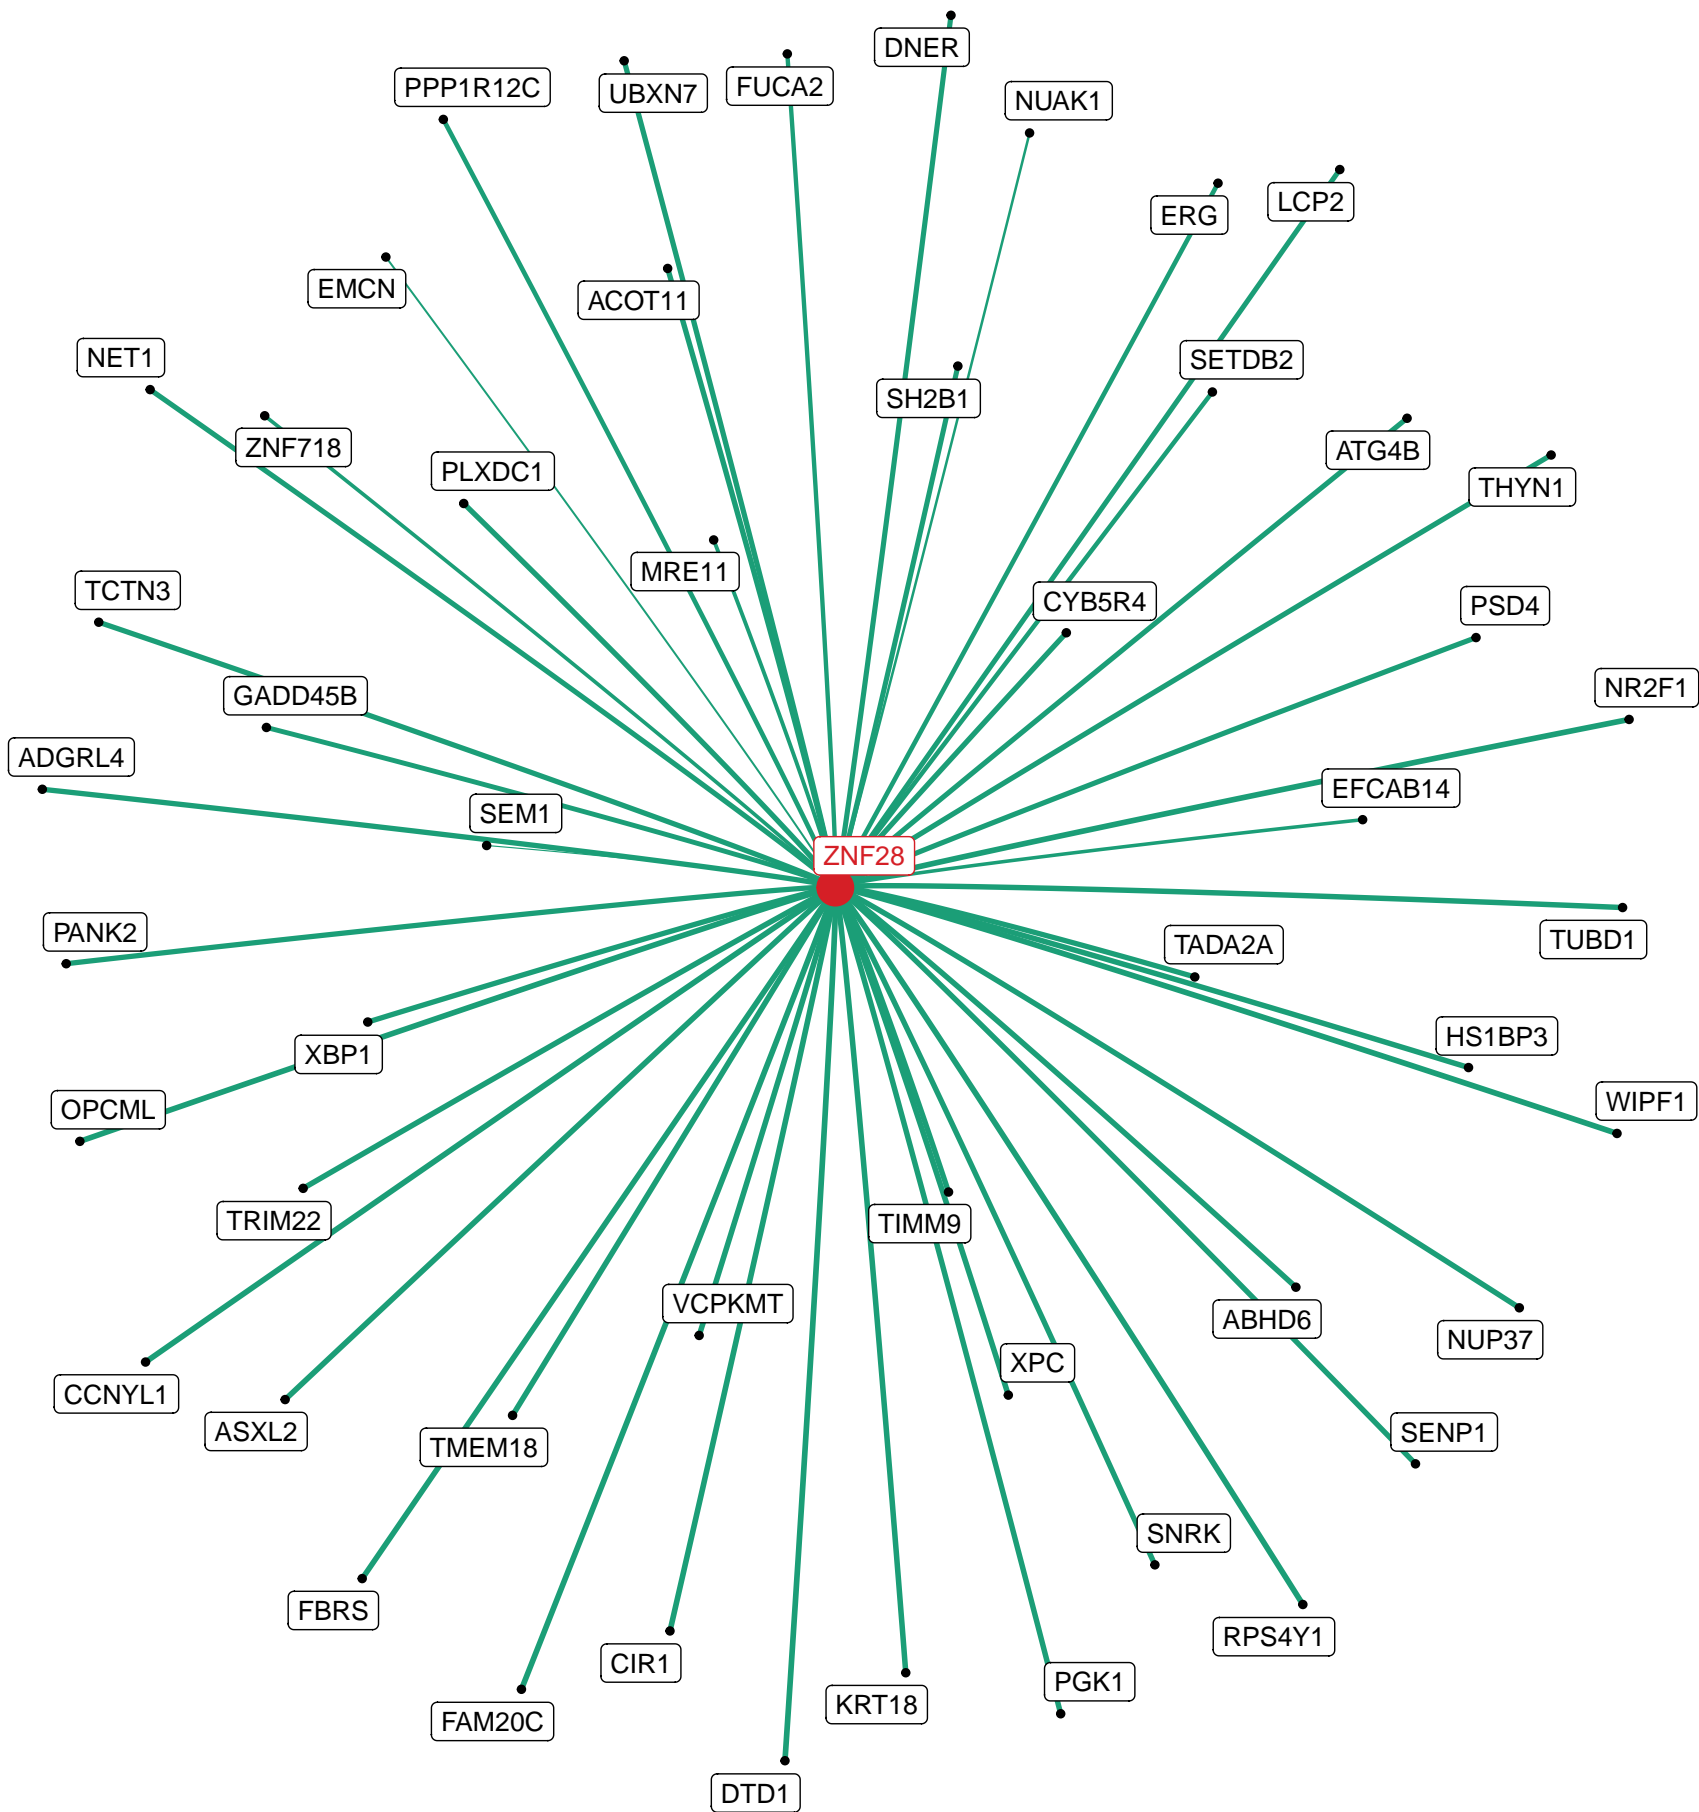 DNER
PPP1R12C
UBXN7
FUCA2
NUAK1
ERG
LCP2
EMCN
ACOT11
NET1
SETDB2
SH2B1
ZNF718
PLXDC1
ATG4B
THYN1
MRE11
TCTN3
CYB5R4
PSD4
GADD45B
NR2F1
ADGRL4
EFCAB14
SEM1
ZNF28
PANK2
TADA2A
TUBD1
XBP1
HS1BP3
OPCML
WIPF1
TRIM22
TIMM9
VCPKMT
ABHD6
NUP37
XPC
CCNYL1
ASXL2
TMEM18
SENP1
SNRK
FBRS
RPS4Y1
CIR1
PGK1
FAM20C
KRT18
DTD1